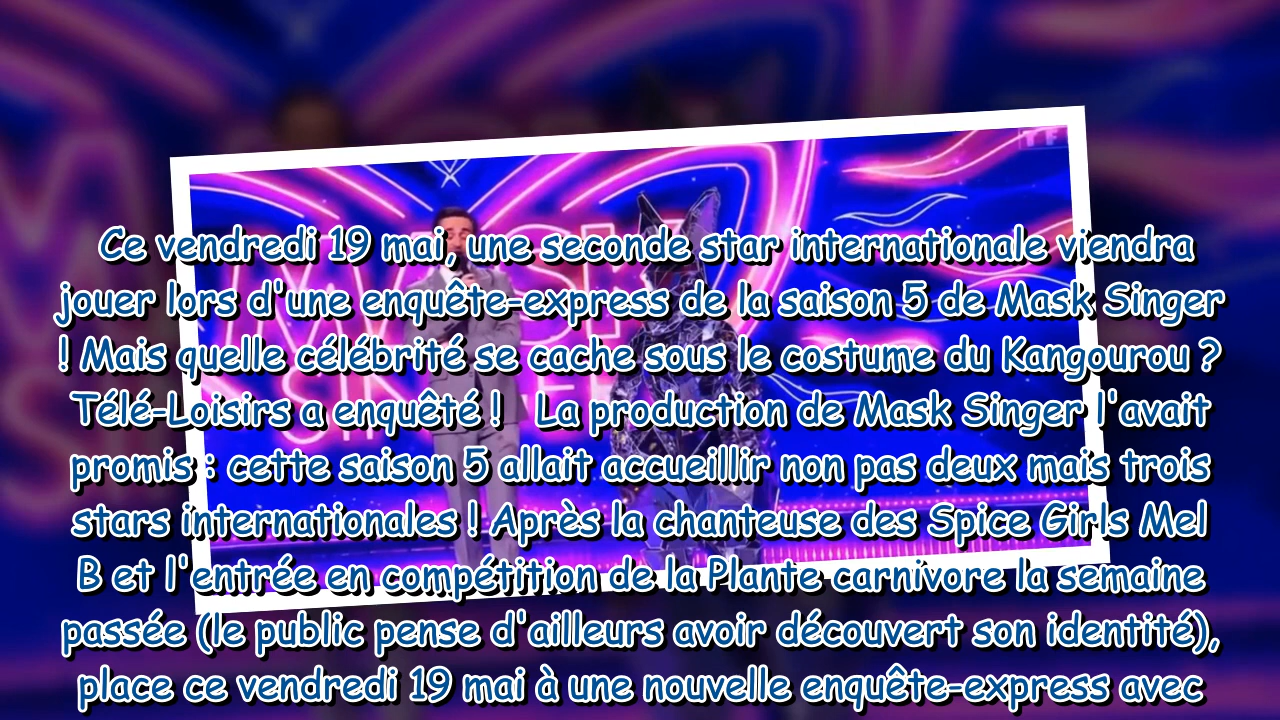 Ce vendredi 19 mai, une seconde star internationale viendra
jouer lors d'une enquête-express de la saison 5 de Mask Singer
! Mais quelle célébrité se cache sous le costume du Kangourou ?
Télé-Loisirs a enquêté !   La production de Mask Singer l'avait
promis : cette saison 5 allait accueillir non pas deux mais trois
stars internationales ! Après la chanteuse des Spice Girls Mel
B et l'entrée en compétition de la Plante carnivore la semaine
passée (le public pense d'ailleurs avoir découvert son identité),
place ce vendredi 19 mai à une nouvelle enquête-express avec